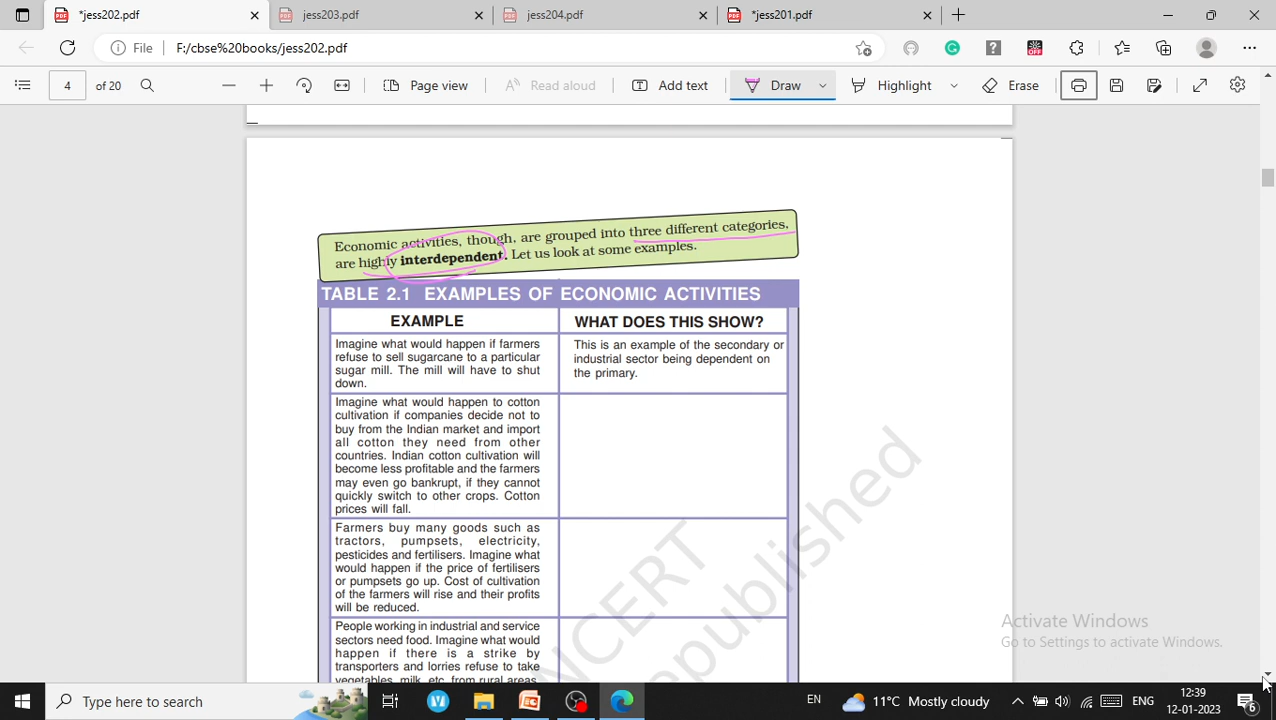 *jess202.pdf
jess203.pdf
jess204.pdf
*jess201.pdf
File F:/cbse%20books/jess202.pdf
OFF
4 of 20
Page view
Read aloud
Add text
Draw
Highlight
Erase
Economic activities, though, are grouped into three different categories,
are highly interdependent. Let us look at some examples.
TABLE 2.1 EXAMPLES OF ECONOMIC ACTIVITIES
EXAMPLE
WHAT DOES THIS SHOW?
Imagine what would happen if farmers
refuse to sell sugarcane to a particular
sugar mill. The mill will have to shut
down.
This is an example of the secondary or
industrial sector being dependent on
the primary.
Imagine what would happen to cotton
cultivation if companies decide not to
buy from the Indian market and import
all cotton they need from other
countries. Indian cotton cultivation will
become less profitable and the farmers
may even go bankrupt, if they cannot
quickly switch to other crops. Cotton
prices will fall.
Farmers buy many goods such as
tractors, pumpsets, electricity,
pesticides and fertilisers. Imagine what
would happen if the price of fertilisers
or pumpsets go up. Cost of cultivation
of the farmers will rise and their profits
will be reduced.
People working in industrial and service
sectors need food. Imagine what would
happen if there is a strike by
transporters and lorries refuse to take
vegetables, milk, etc. from rural areas.
NCERT
republished
Activate Windows
Go to Settings to activate Windows.
Type here to search
EN
11°C Mostly cloudy
ENG
12:39
12-01-2023
6